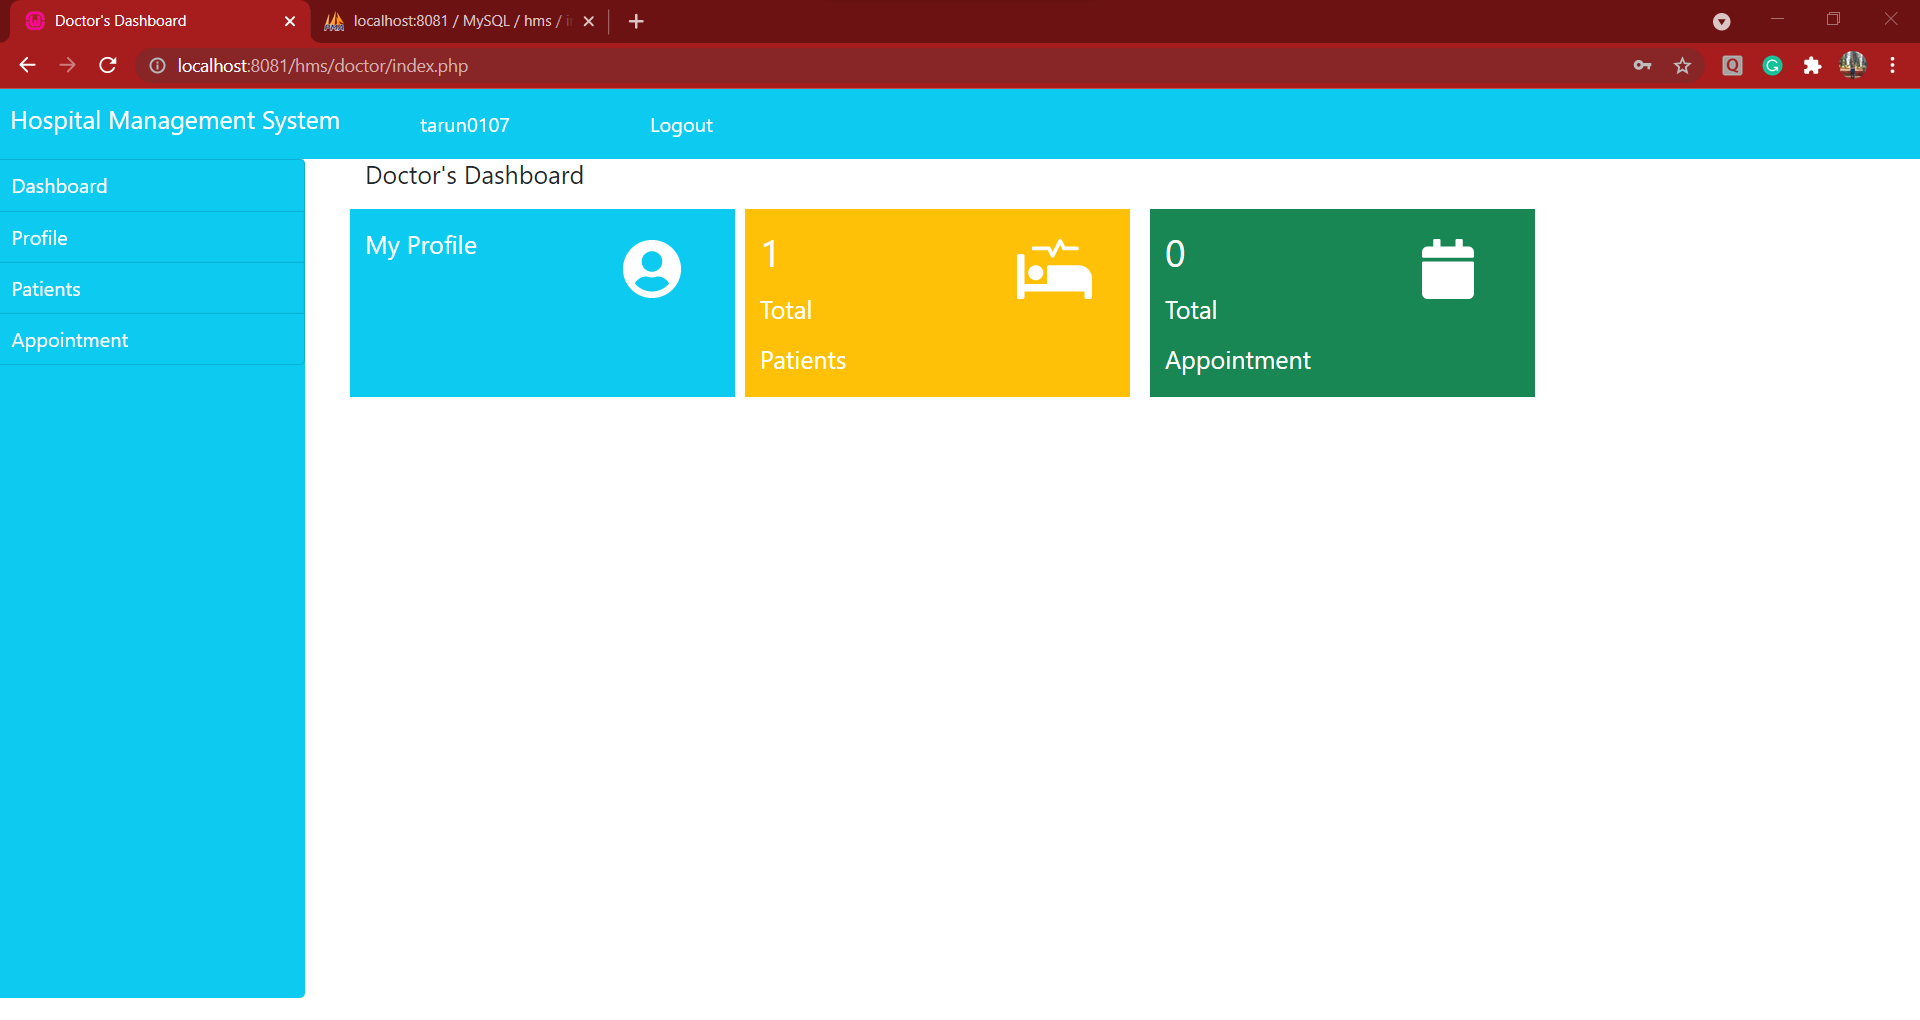 Doctor's Dashboard
localhost:8081 / MySQL / hms /
localhost:8081/hms/doctor/index.php
Hospital Management System
tarun0107
Logout
Dashboard
Profile
Patients
Appointment
Doctor's Dashboard
My Profile
1
Total
Patients
0
Total
Appointment